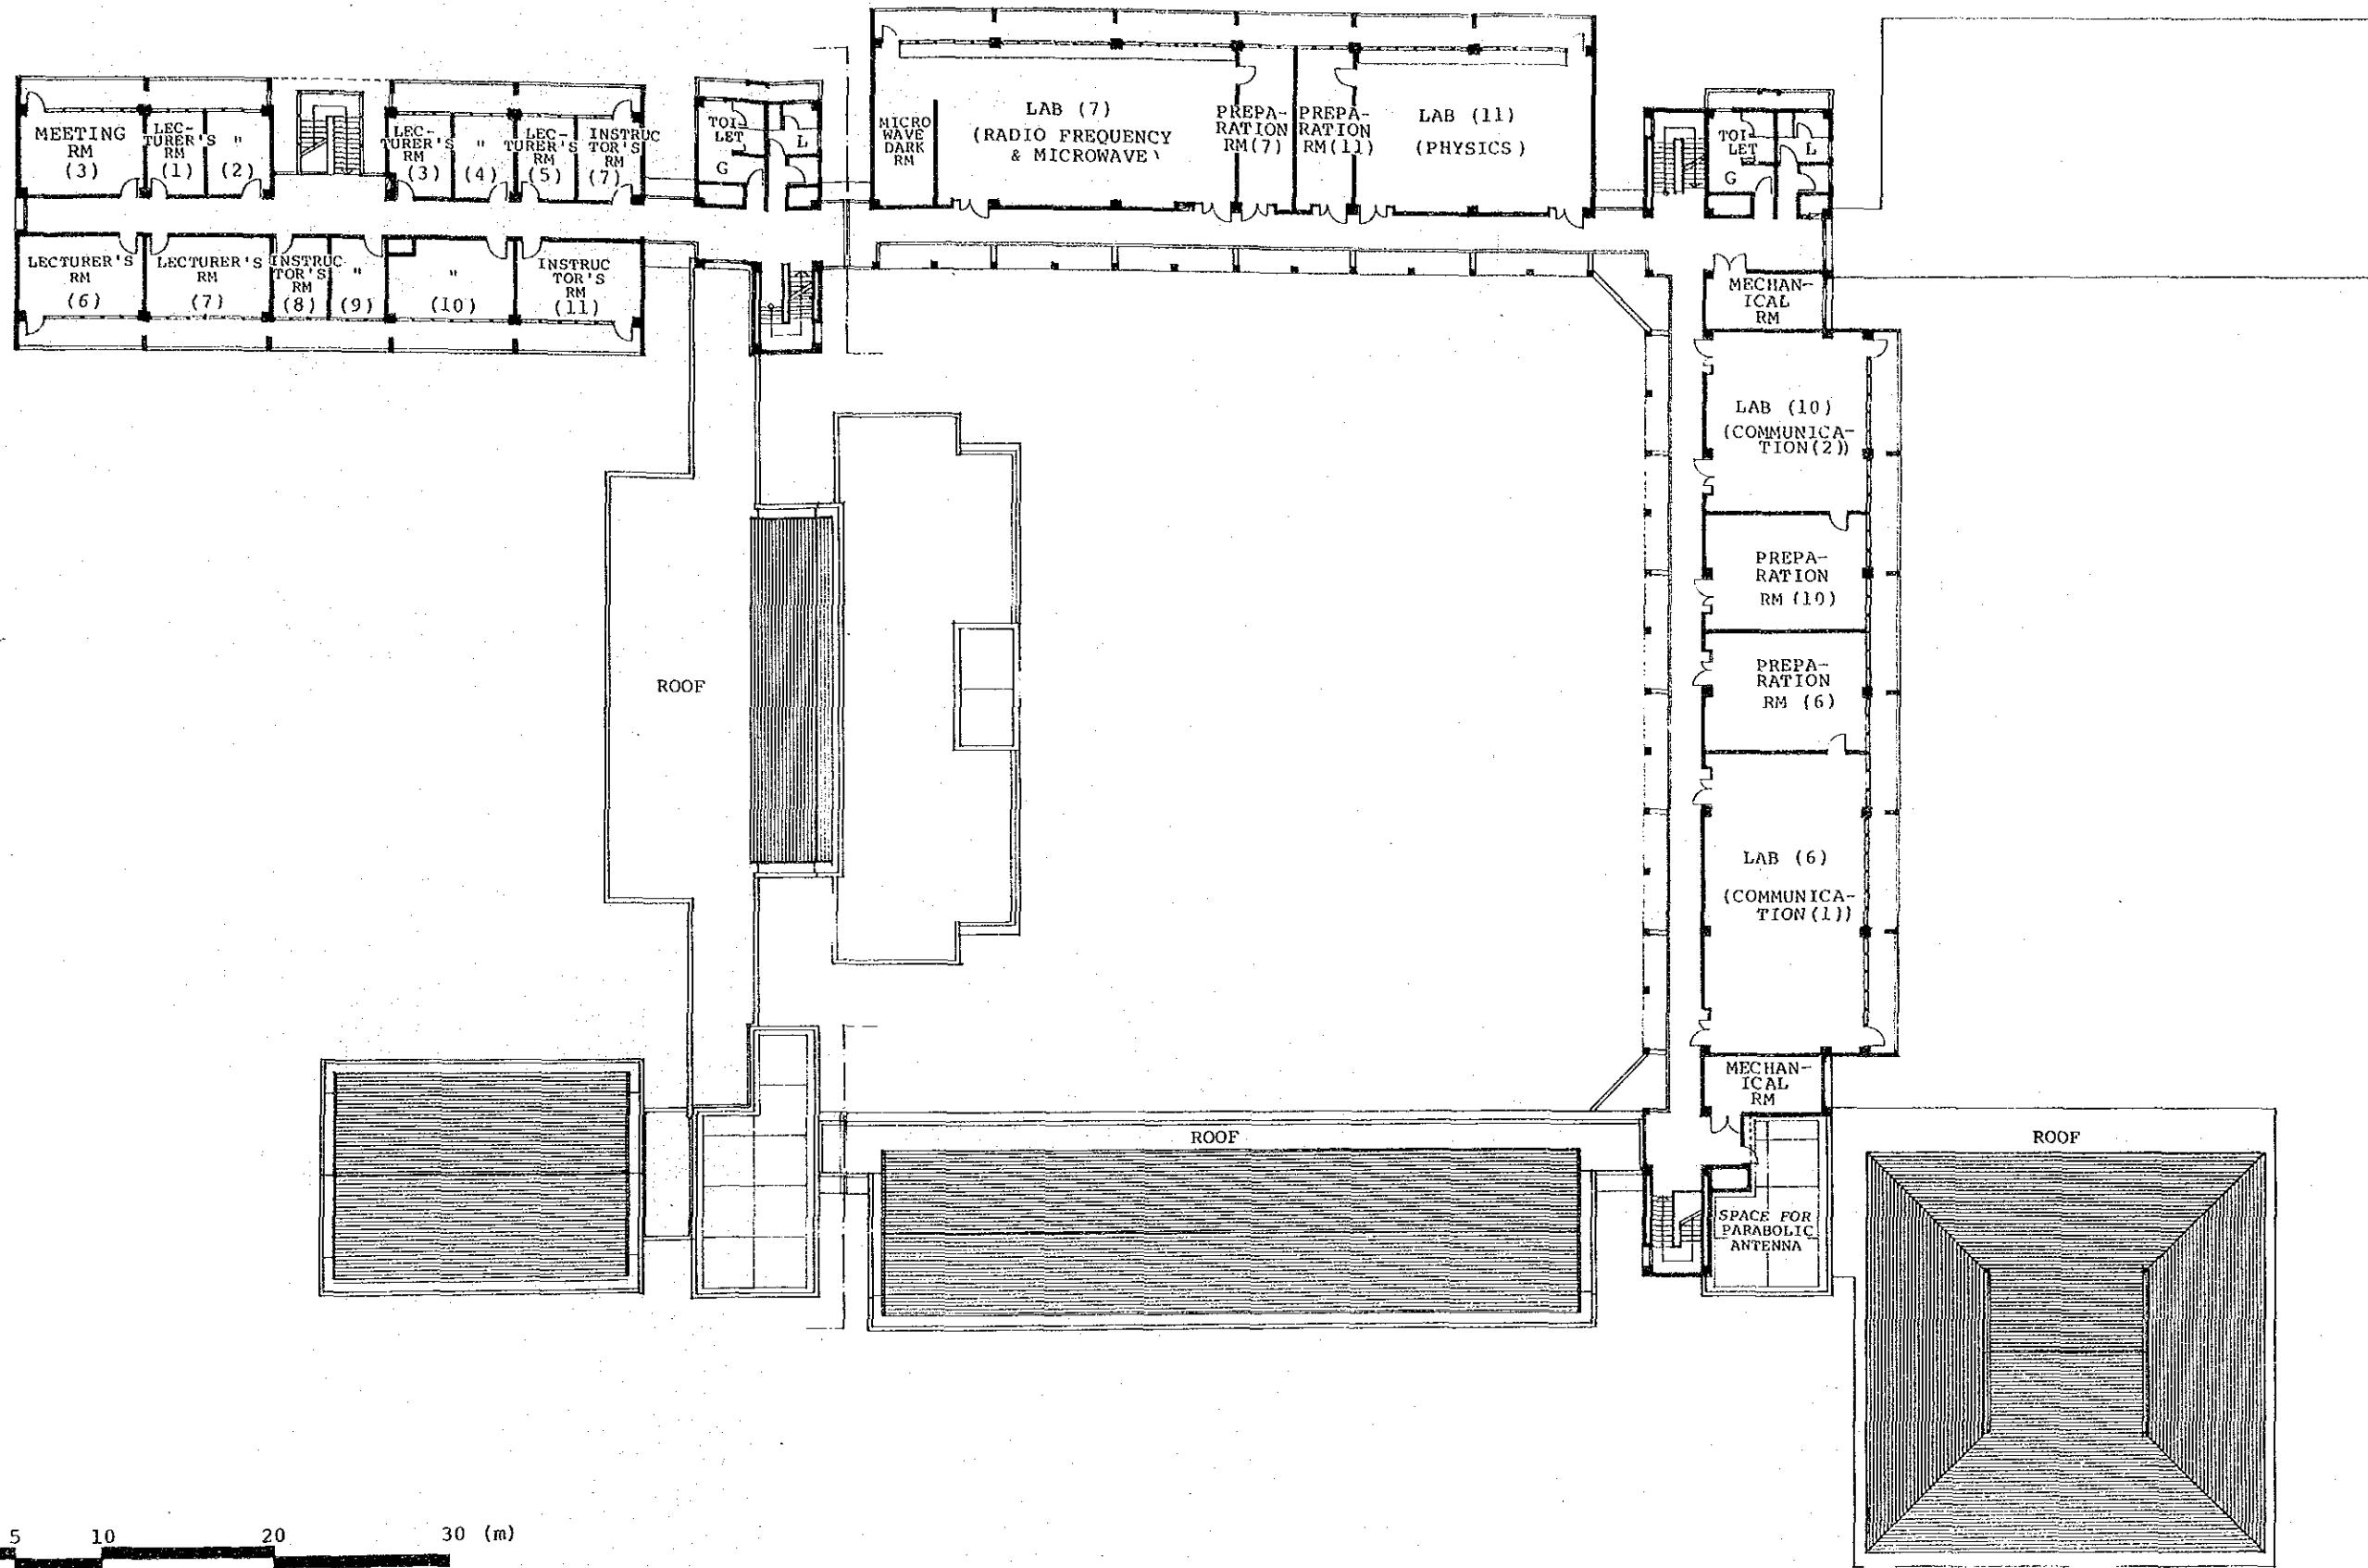 MEETING
RM
(3)
LEC-
TURER'S
RM
(1)
"
(2)
LEC-
TURER'S
RM
(3)
"
(4)
LEC-
TURER'S
RM
(5)
INSTRUC
TOR'S
RM
(7)
TOI-
LET
G
L
MICRO
WAVE
DARK
RM
LAB (7)
(RADIO FREQUENCY
& MICROWAVE)
PREPA-
RATION
RM(7)
PREPA-
RATION
RM(11)
LAB (11)
(PHYSICS)
TOI-
LET
G
L
LECTURER'S
RM
(6)
LECTURER'S
RM
(7)
INSTRUC
TOR'S
RM
(8)
"
(9)
"
(10)
INSTRUC
TOR'S
RM
(11)
MECHAN-
ICAL
RM
LAB (10)
(COMMUNICA-
TION(2))
PREPA-
RATION
RM (10)
PREPA-
RATION
RM (6)
ROOF
LAB (6)
(COMMUNICA-
TION(1))
MECHAN-
ICAL
RM
ROOF
ROOF
SPACE FOR
PARABOLIC
ANTENNA
5 10 20 30 (m)